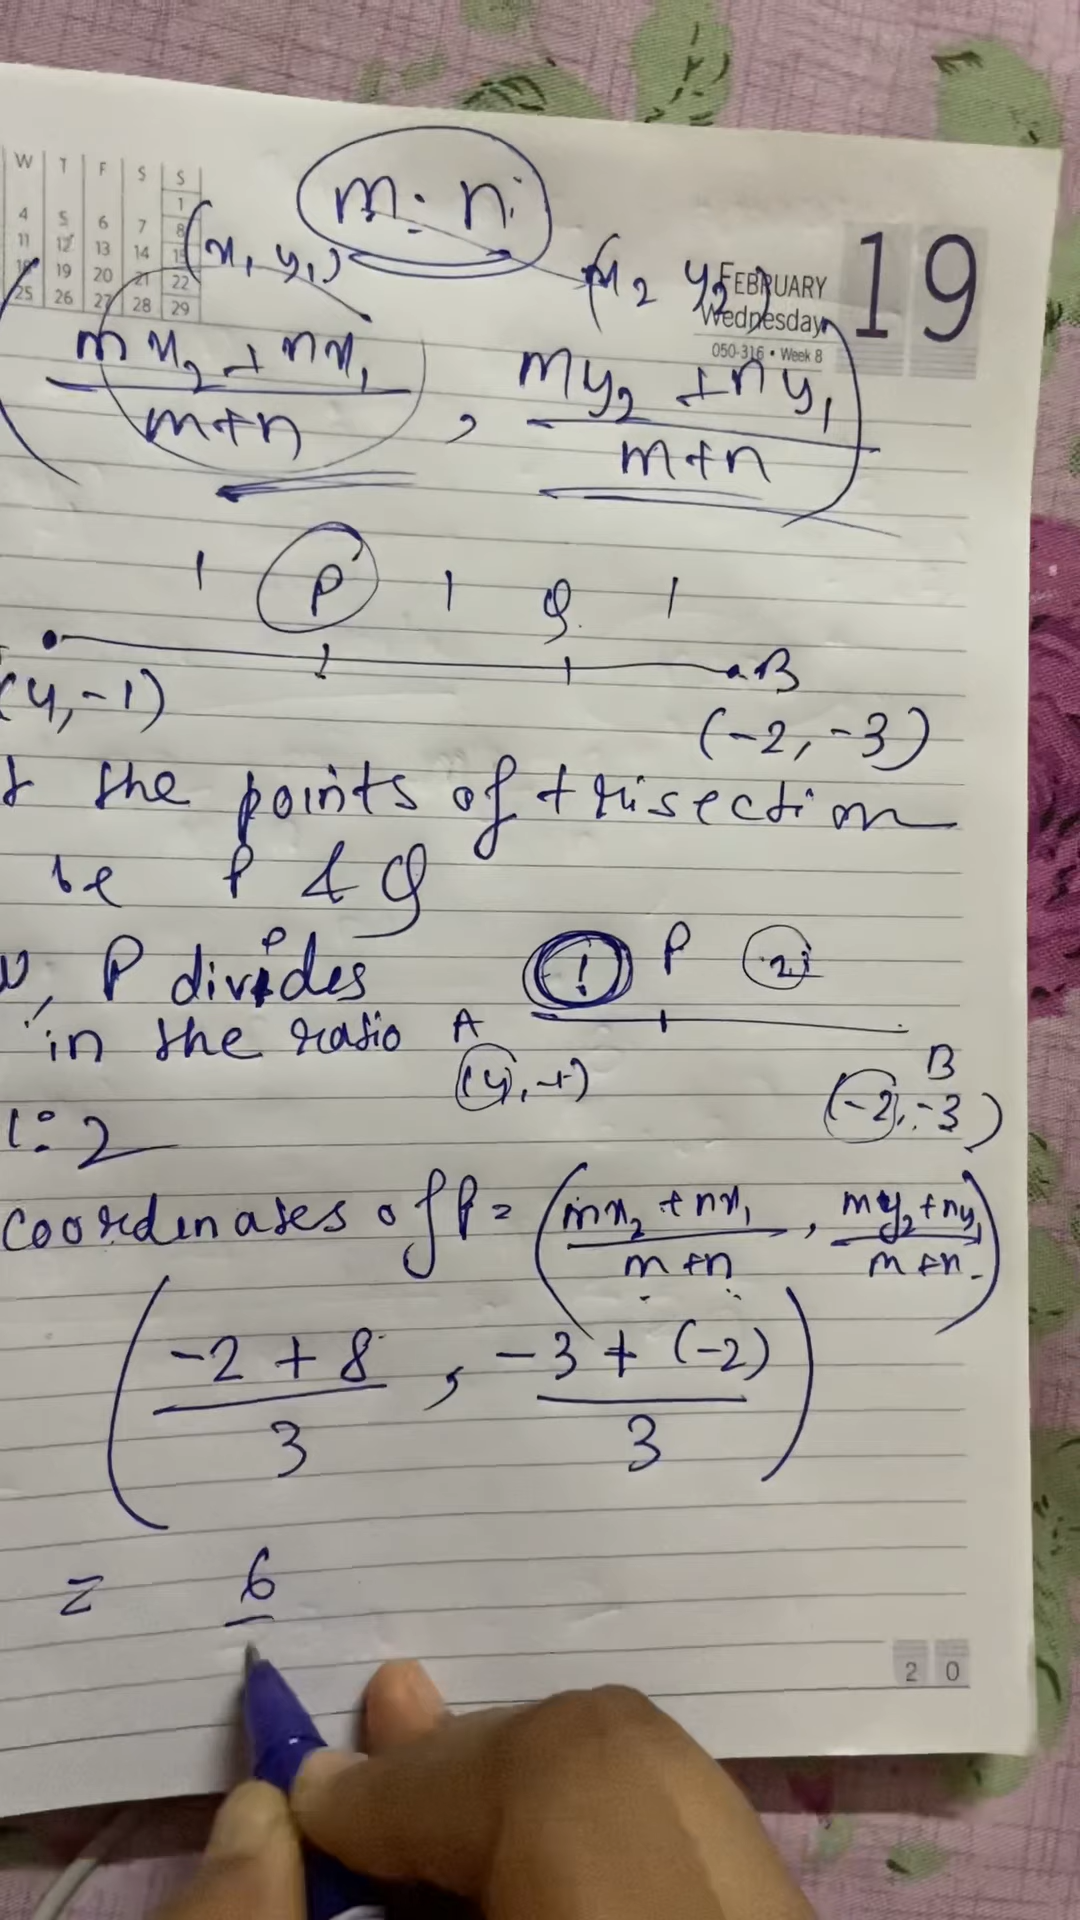 W T F S S
1
4 5 6 7 8
11 12 13 14 15
18 19 20 21 22
25 26 27 28 29
m : n
(x₁ y₁)
(x₂ y₂)
FEBRUARY
Wednesday
050-316 • Week 8
19
(mx₂ + nx₁ / m+n , my₂ + ny₁ / m+n)
1 P 1 Q 1
B
(4, -1)
(-2, -3)
the points of trisection
be P & Q
P divides
P
1 P 2
in the ratio
A
(4, -1)
B
(-2, -3)
1:2
coordinates of P = (mx₂ + nx₁ / m+n , my₂ + ny₁ / m+n)
(-2 + 8 / 3 , -3 + (-2) / 3)
= 6
20